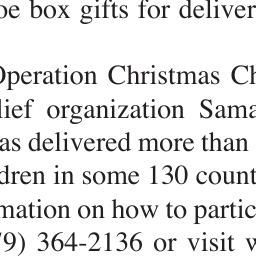 oe box gifts for deliver
Operation Christmas Ch
lief organization Sama
as delivered more than
dren in some 130 count
mation on how to partic
79) 364-2136 or visit w